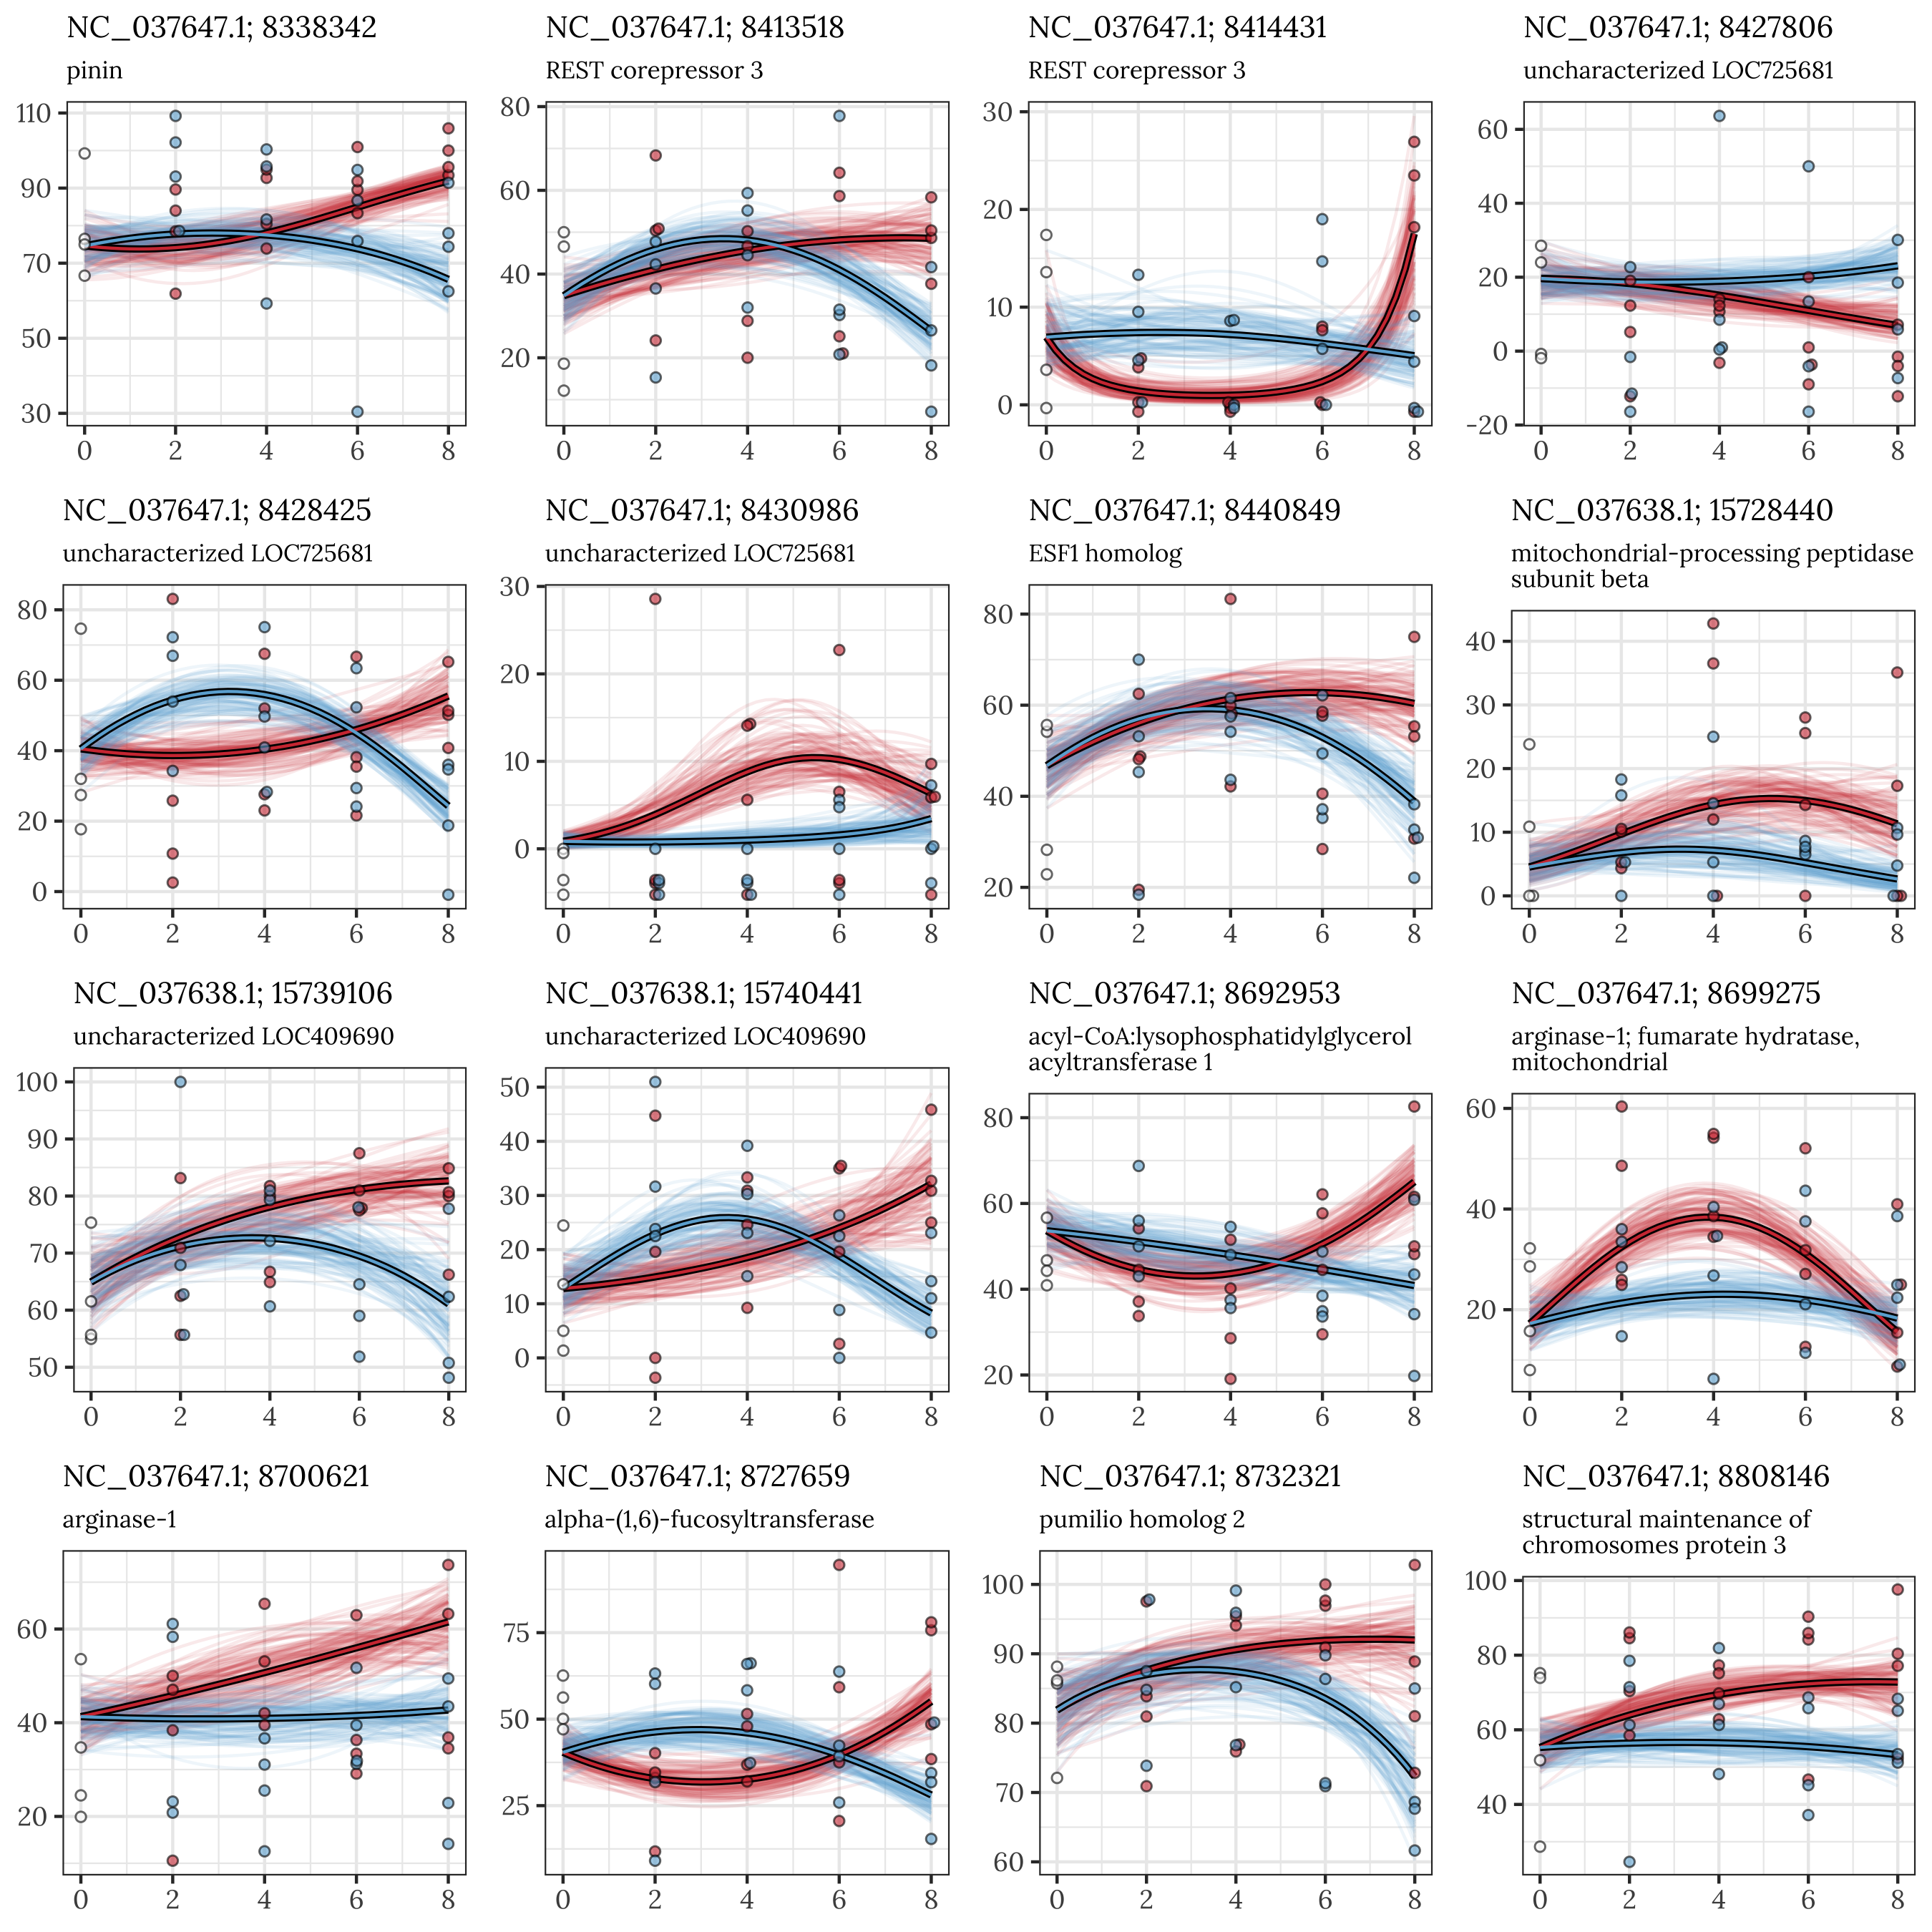 NC_037647.1; 8338342
pinin
110
90
70
50
30
0 2 4 6 8
NC_037647.1; 8413518
REST corepressor 3
80
60
40
20
0 2 4 6 8
NC_037647.1; 8414431
REST corepressor 3
30
20
10
0
0 2 4 6 8
NC_037647.1; 8427806
uncharacterized LOC725681
60
40
20
0
-20
0 2 4 6 8
NC_037647.1; 8428425
uncharacterized LOC725681
80
60
40
20
0
0 2 4 6 8
NC_037647.1; 8430986
uncharacterized LOC725681
30
20
10
0
0 2 4 6 8
NC_037647.1; 8440849
ESF1 homolog
80
60
40
20
0 2 4 6 8
NC_037638.1; 15728440
mitochondrial-processing peptidase
subunit beta
40
30
20
10
0
0 2 4 6 8
NC_037638.1; 15739106
uncharacterized LOC409690
100
90
80
70
60
50
0 2 4 6 8
NC_037638.1; 15740441
uncharacterized LOC409690
50
40
30
20
10
0
0 2 4 6 8
NC_037647.1; 8692953
acyl-CoA:lysophosphatidylglycerol
acyltransferase 1
80
60
40
20
0 2 4 6 8
NC_037647.1; 8699275
arginase-1; fumarate hydratase,
mitochondrial
60
40
20
0 2 4 6 8
NC_037647.1; 8700621
arginase-1
60
40
20
0 2 4 6 8
NC_037647.1; 8727659
alpha-(1,6)-fucosyltransferase
75
50
25
0 2 4 6 8
NC_037647.1; 8732321
pumilio homolog 2
100
90
80
70
60
0 2 4 6 8
NC_037647.1; 8808146
structural maintenance of
chromosomes protein 3
100
80
60
40
0 2 4 6 8